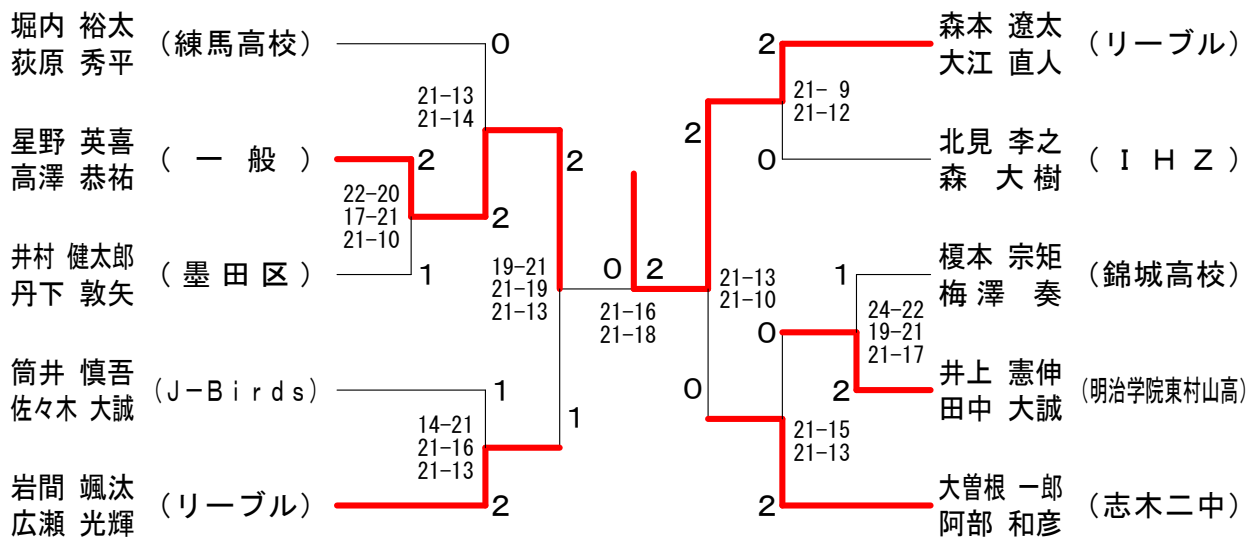 堀内 裕太
荻原 秀平
(練馬高校)
0
21-13
21-14
星野 英喜
高澤 恭祐
(一般)
2
2
22-20
17-21
21-10
2
井村 健太郎
丹下 敦矢
(墨田区)
1
19-21
21-19
21-13
筒井 慎吾
佐々木 大誠
(J-Birds)
1
1
14-21
21-16
21-13
岩間 颯汰
広瀬 光輝
(リーブル)
2
0
2
21-16
21-18
2
森本 遼太
大江 直人
(リーブル)
21- 9
21-12
2
0
北見 李之
森 大樹
(IHZ)
21-13
21-10
1
榎本 宗矩
梅澤 奏
(錦城高校)
0
24-22
19-21
21-17
0
2
井上 憲伸
田中 大誠
(明治学院東村山高)
21-15
21-13
2
大曽根 一郎
阿部 和彦
(志木二中)